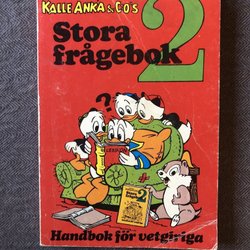 KALLE ANKA & C:O'S
Stora
frågebok
2
Handbok för vetgiriga